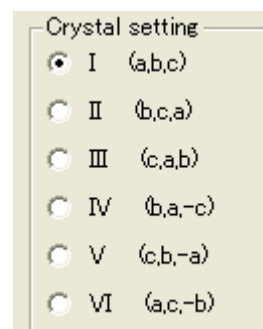 Crystal setting
Ⅰ (a,b,c)
Ⅱ (b,c,a)
Ⅲ (c,a,b)
Ⅳ (b,a,-c)
Ⅴ (c,b,-a)
Ⅵ (a,c,-b)